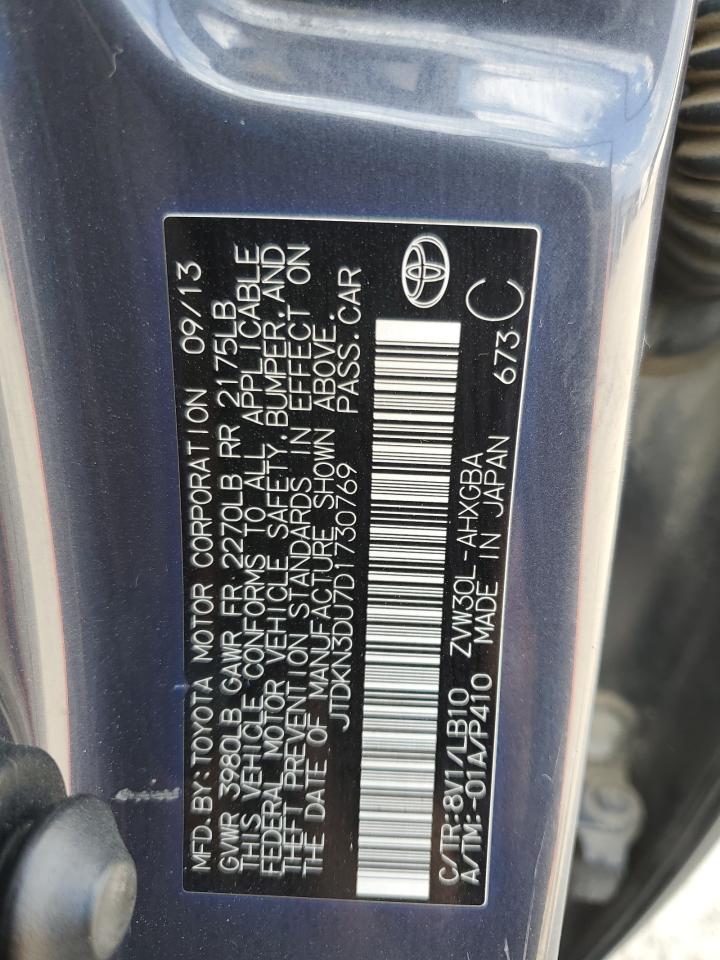 MFD. BY: TOYOTA MOTOR CORPORATION 09/13
GVWR 3980LB GAWR FR 2270LB RR 2175LB
THIS VEHICLE CONFORMS TO ALL APPLICABLE
FEDERAL MOTOR VEHICLE SAFETY, BUMPER, AND
THEFT PREVENTION STANDARDS IN EFFECT ON
THE DATE OF MANUFACTURE SHOWN ABOVE.
JTDKN3DU7D1730769 PASS. CAR
C/TR: 8V1/LB10 ZVW30L-AHXGBA
A/TM: -01A/P410 MADE IN JAPAN 673 C